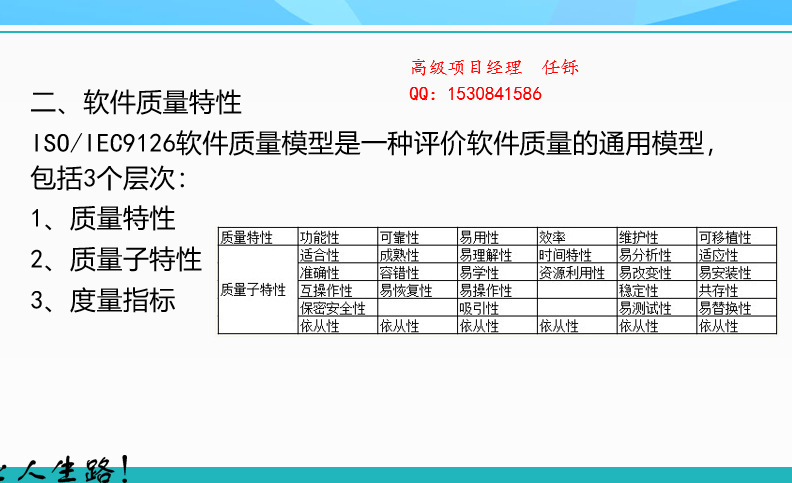 高级项目经理 任铄
QQ: 1530841586
二、软件质量特性
ISO/IEC9126软件质量模型是一种评价软件质量的通用模型,
包括3个层次:
1、质量特性
2、质量子特性
3、度量指标
质量特性 功能性 可靠性 易用性 效率 维护性 可移植性
适合性 成熟性 易理解性 时间特性 易分析性 适应性
准确性 容错性 易学性 资源利用性 易改变性 易安装性
质量子特性 互操作性 易恢复性 易操作性 稳定性 共存性
保密安全性 吸引性 易测试性 易替换性
依从性 依从性 依从性 依从性 依从性 依从性
人生路!